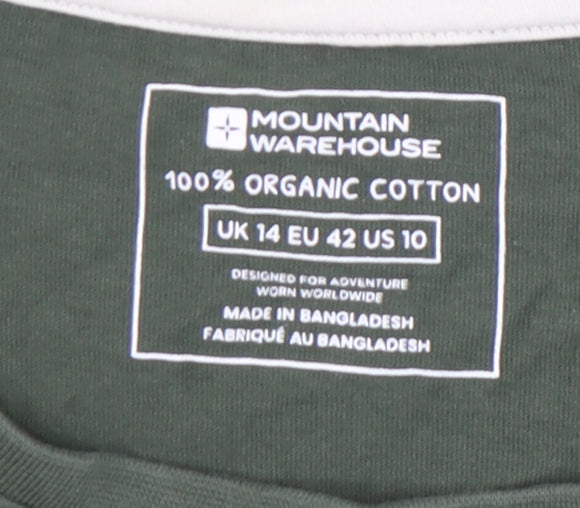 MOUNTAIN
WAREHOUSE
100% ORGANIC COTTON
UK 14 EU 42 US 10
DESIGNED FOR ADVENTURE
WORN WORLDWIDE
MADE IN BANGLADESH
FABRIQUÉ AU BANGLADESH